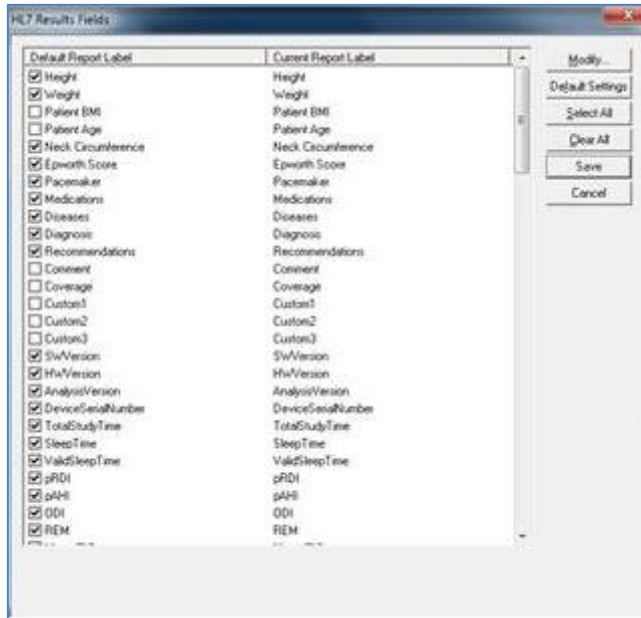 HL7 Results Fields
Default Report Label Current Report Label
Height Height
Weight Weight
Patient BMI Patient BMI
Patient Age Patient Age
Neck Circumference Neck Circumference
Epworth Score Epworth Score
Pacemaker Pacemaker
Medications Medications
Diseases Diseases
Diagnosis Diagnosis
Recommendations Recommendations
Comment Comment
Coverage Coverage
Custom1 Custom1
Custom2 Custom2
Custom3 Custom3
SWVersion SWVersion
HWVersion HWVersion
AnalysisVersion AnalysisVersion
DeviceSerialNumber DeviceSerialNumber
TotalStudyTime TotalStudyTime
SleepTime SleepTime
ValidSleepTime ValidSleepTime
pRDI pRDI
pAHI pAHI
ODI ODI
REM REM
Modify...
Default Settings
Select All
Clear All
Save
Cancel